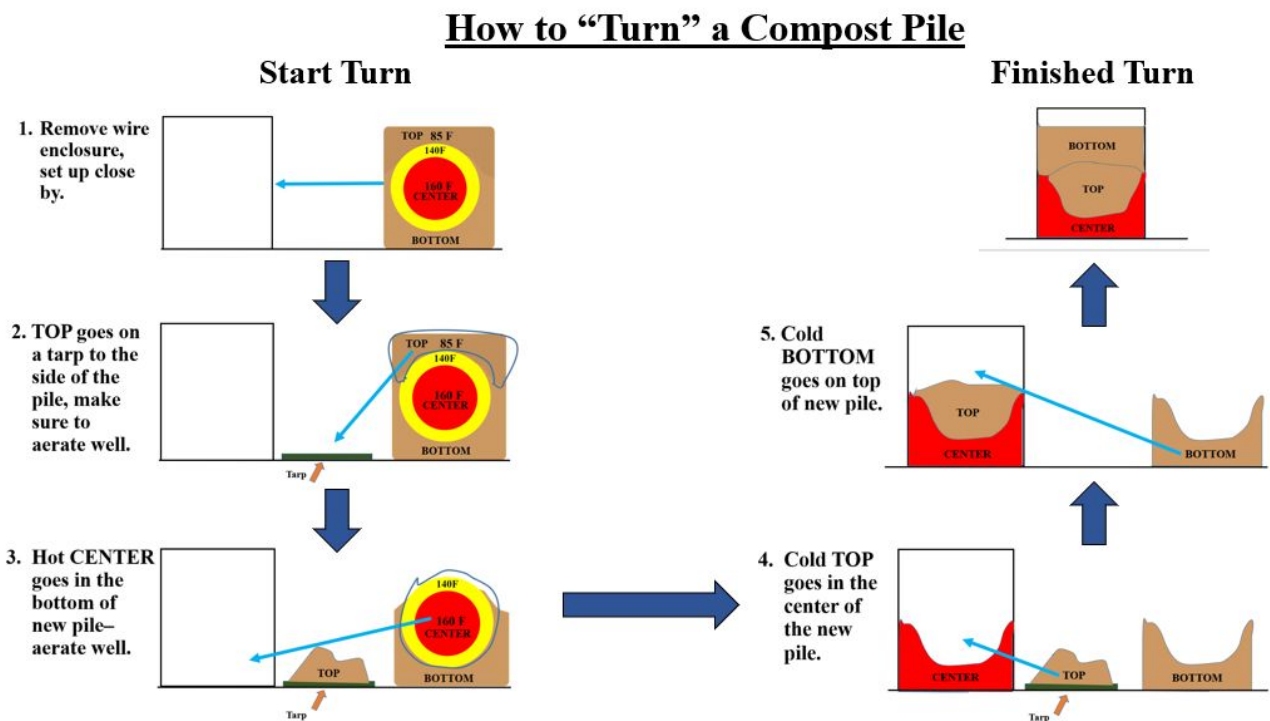 How to “Turn” a Compost Pile
Start Turn
1. Remove wire
enclosure,
set up close
by.
TOP 85 F
140F
160 F
CENTER
BOTTOM
2. TOP goes on
a tarp to the
side of the
pile, make
sure to
aerate well.
TOP 85 F
140F
160 F
CENTER
BOTTOM
Tarp
3. Hot CENTER
goes in the
bottom of
new pile–
aerate well.
140F
160 F
CENTER
TOP
BOTTOM
Tarp
4. Cold TOP
goes in the
center of
the new
pile.
CENTER
TOP
BOTTOM
Tarp
5. Cold
BOTTOM
goes on top
of new pile.
TOP
CENTER
BOTTOM
Finished Turn
BOTTOM
TOP
CENTER